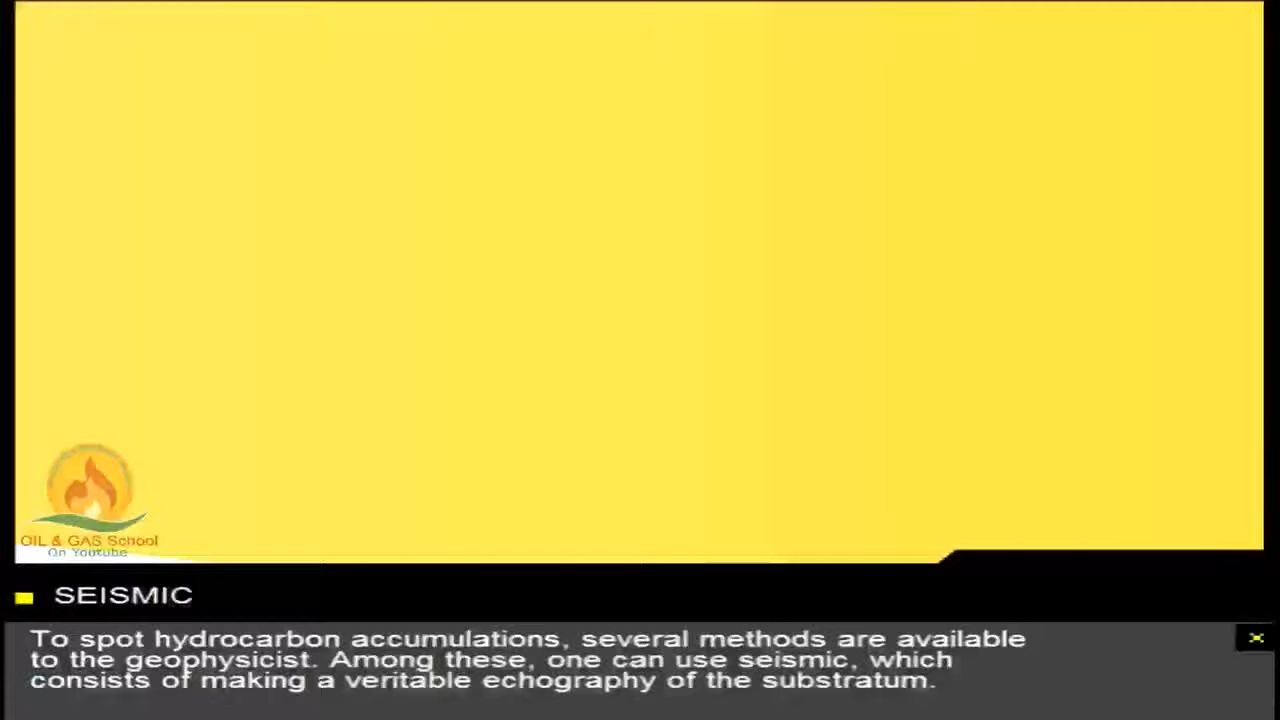 OIL & GAS School
On Youtube
SEISMIC
To spot hydrocarbon accumulations, several methods are available
to the geophysicist. Among these, one can use seismic, which
consists of making a veritable echography of the substratum.